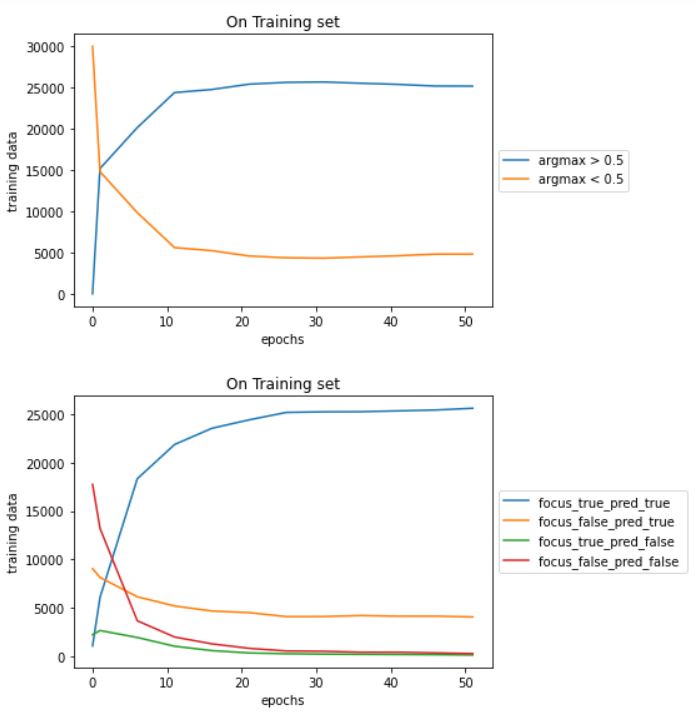 On Training set
30000
25000
20000
15000
10000
5000
0
training data
0 10 20 30 40 50
epochs
argmax > 0.5
argmax < 0.5
On Training set
25000
20000
15000
10000
5000
0
training data
0 10 20 30 40 50
epochs
focus_true_pred_true
focus_false_pred_true
focus_true_pred_false
focus_false_pred_false